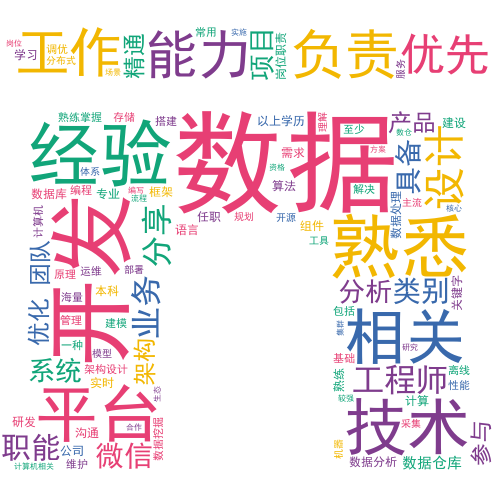 岗位
学习
工作
调优
分布式
场景
精通
能力
常用
实施
项目
岗位职责
负责
服务
优先
熟练掌握
存储
搭建
以上学历
理解
至少
数仓
产品
建设
经验
数据
体系
需求
资格
方案
具备
设计
数据库
编程
专业
编写
流程
框架
算法
解决
数据处理
主流
核心
计算机
开发
分享
任职
规划
开源
语言
组件
工具
熟悉
团队
原理
运维
部署
业务
分析
类别
关键字
海量
本科
优化
管理
建模
包括
集群
相关
一种
模型
架构
研究
基础
系统
架构设计
实时
生态
熟练
工程师
离线
性能
较强
计算
平台
研发
沟通
合作
数据挖掘
技术
采集
参与
职能
公司
微信
机器
计算机相关
维护
数据分析
数据仓库